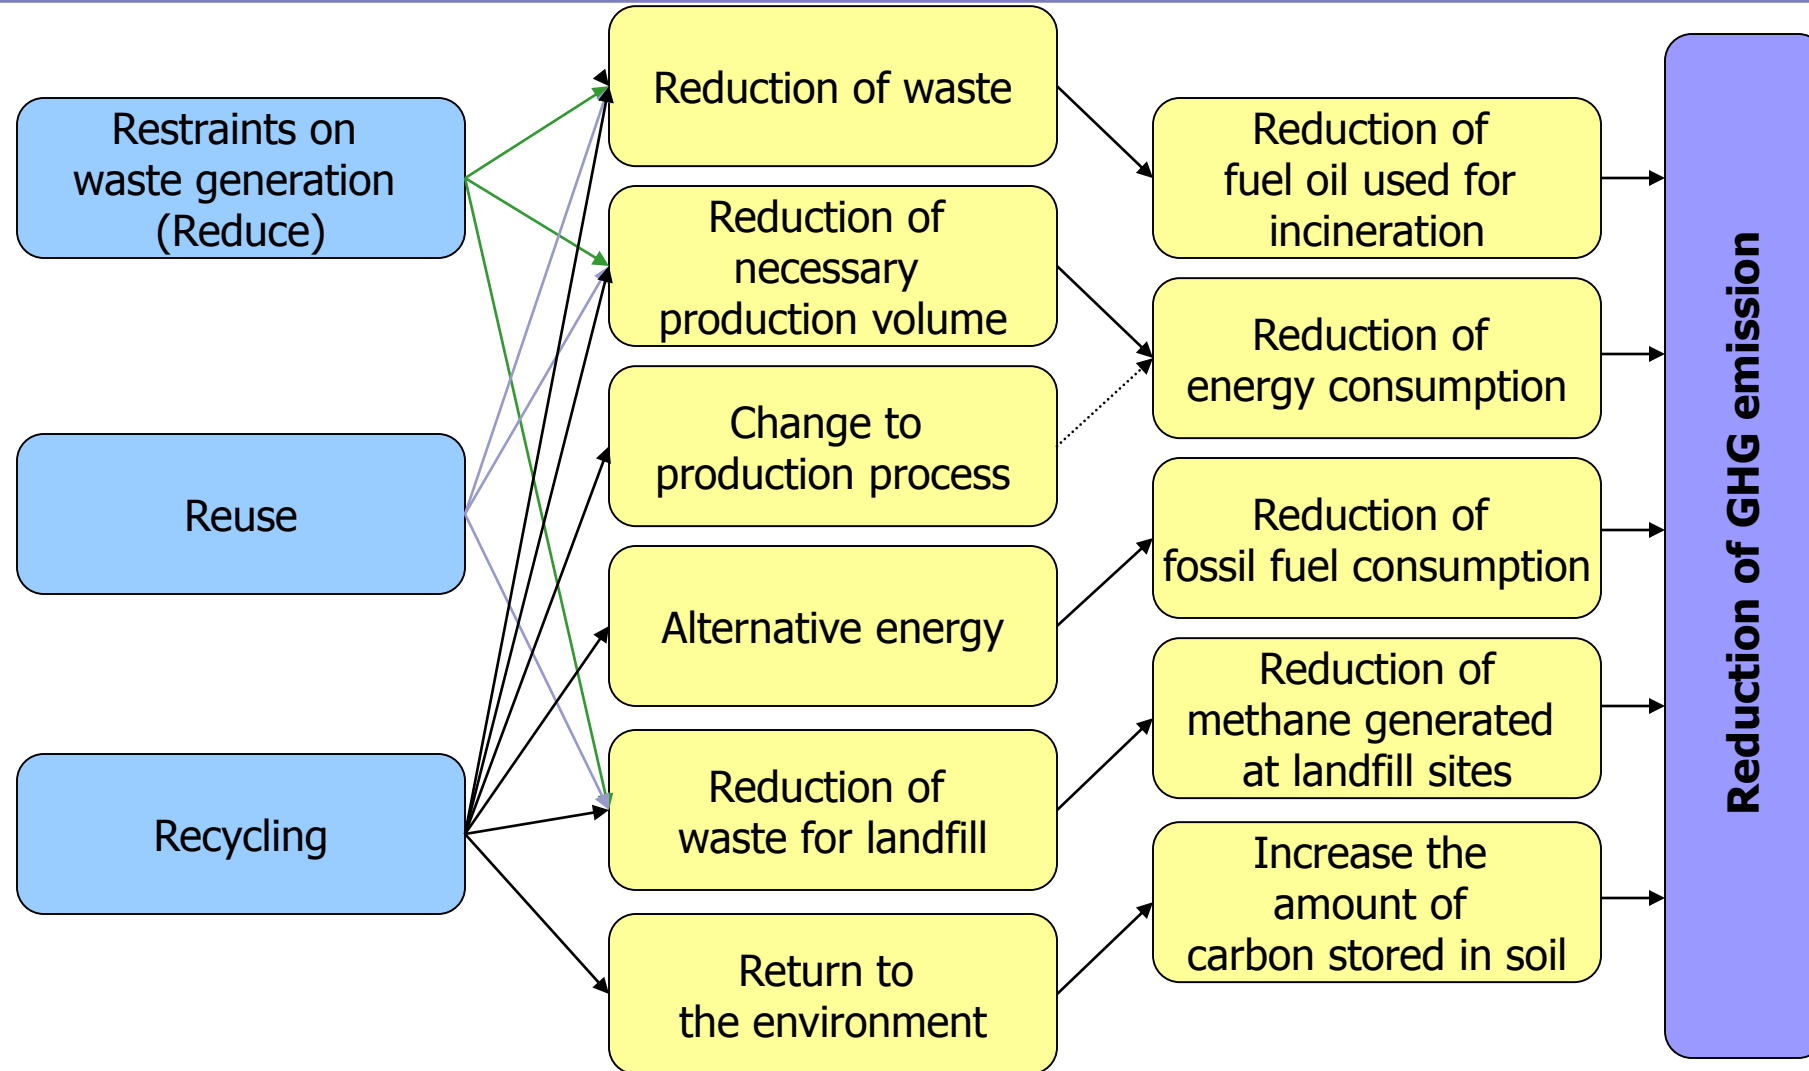 Restraints on
waste generation
(Reduce)
Reuse
Recycling
Reduction of waste
Reduction of
necessary
production volume
Change to
production process
Alternative energy
Reduction of
waste for landfill
Return to
the environment
Reduction of
fuel oil used for
incineration
Reduction of
energy consumption
Reduction of
fossil fuel consumption
Reduction of
methane generated
at landfill sites
Increase the
amount of
carbon stored in soil
Reduction of GHG emission